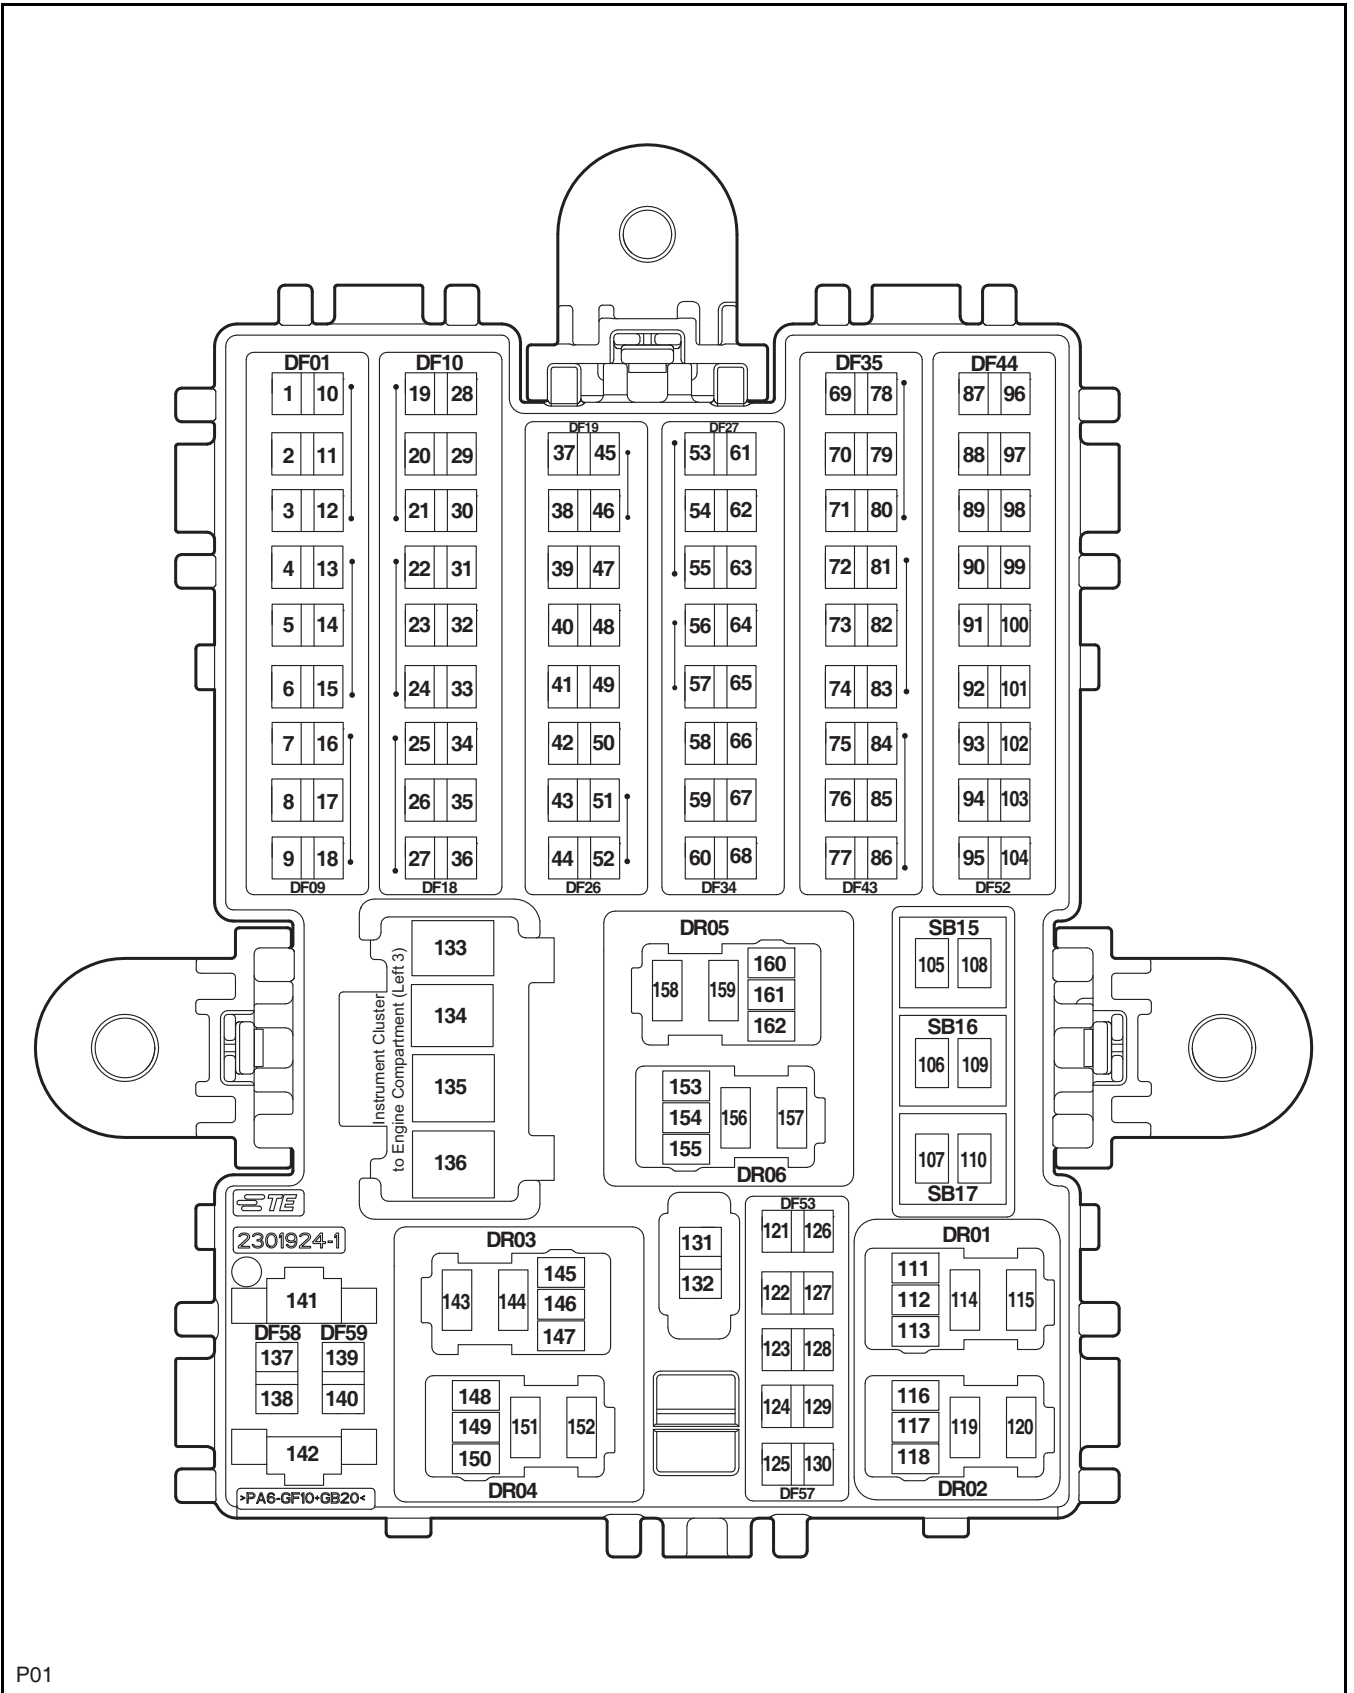 DF01 DF10 DF35 DF44
1 10 19 28 69 78 87 96
DF19 DF27
2 11 20 29 37 45 53 61 70 79 88 97
3 12 21 30 38 46 54 62 71 80 89 98
4 13 22 31 39 47 55 63 72 81 90 99
5 14 23 32 40 48 56 64 73 82 91 100
6 15 24 33 41 49 57 65 74 83 92 101
7 16 25 34 42 50 58 66 75 84 93 102
8 17 26 35 43 51 59 67 76 85 94 103
9 18 27 36 44 52 60 68 77 86 95 104
DF09 DF18 DF26 DF34 DF43 DF52
Instrument Cluster
to Engine Compartment (Left 3)
133
134
135
136
DR05
158 159 160
161
162
153
154 156 157
155
DR06
SB15
105 108
SB16
106 109
107 110
SB17
TE
2301924-1
141
DF58 DF59
137 139
138 140
142
>PA6-GF10+GB20<
DR03
143 144 145
146
147
148
149 151 152
150
DR04
131
132
DF53
121 126
122 127
123 128
124 129
125 130
DF57
DR01
111
112 114 115
113
116
117 119 120
118
DR02
P01